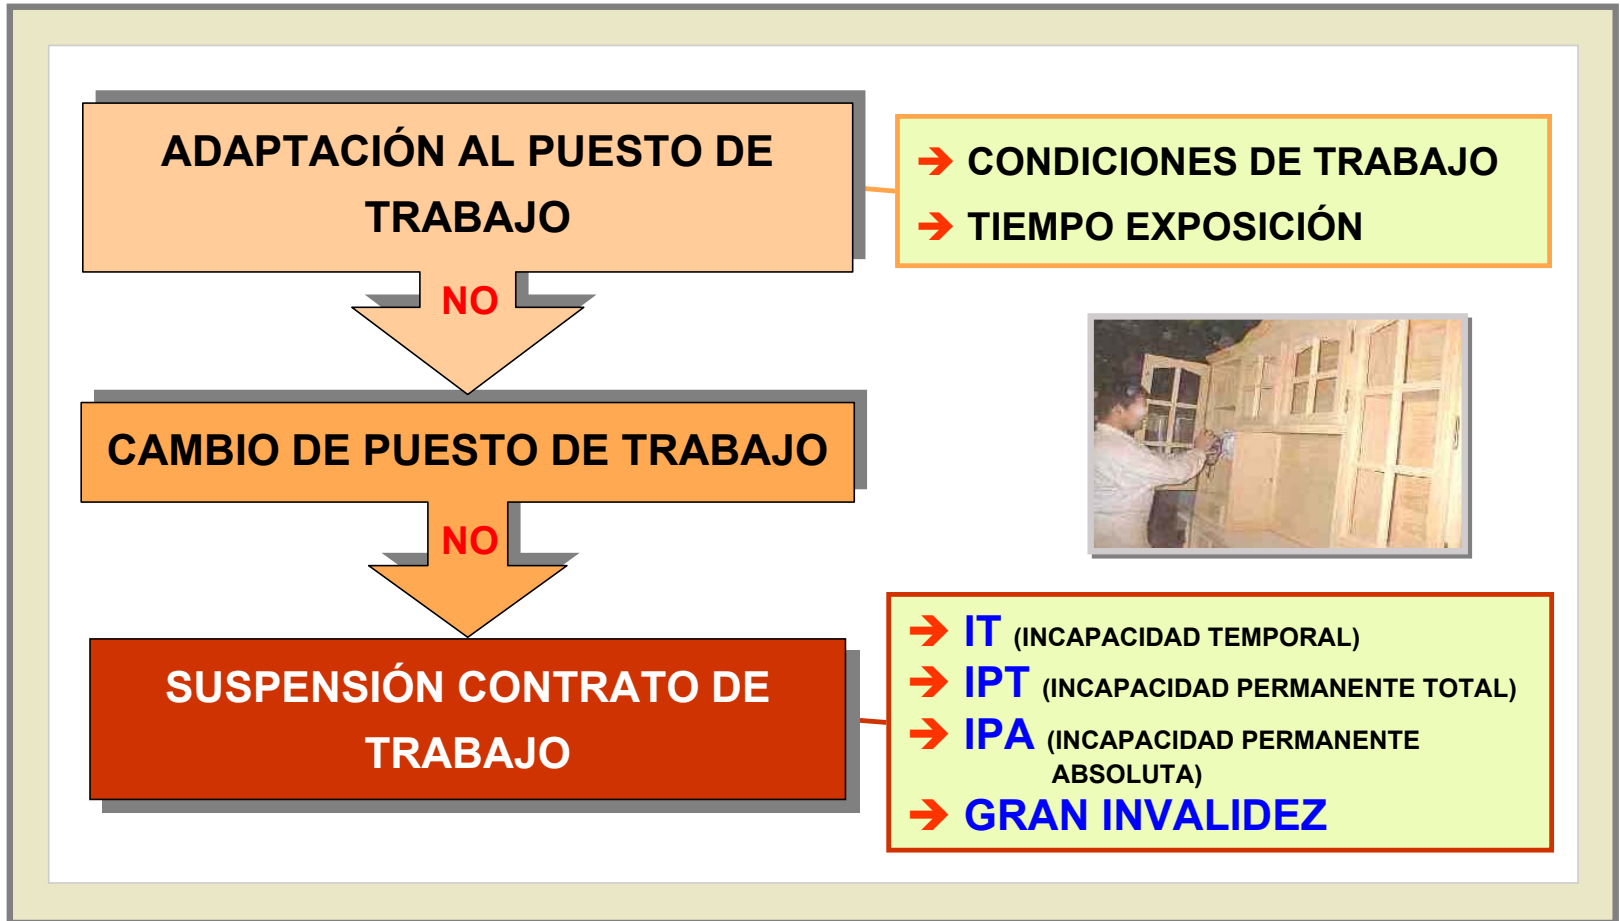 ADAPTACIÓN AL PUESTO DE
TRABAJO
➔ CONDICIONES DE TRABAJO
➔ TIEMPO EXPOSICIÓN
NO
CAMBIO DE PUESTO DE TRABAJO
NO
SUSPENSIÓN CONTRATO DE
TRABAJO
➔ IT (INCAPACIDAD TEMPORAL)
➔ IPT (INCAPACIDAD PERMANENTE TOTAL)
➔ IPA (INCAPACIDAD PERMANENTE
ABSOLUTA)
➔ GRAN INVALIDEZ